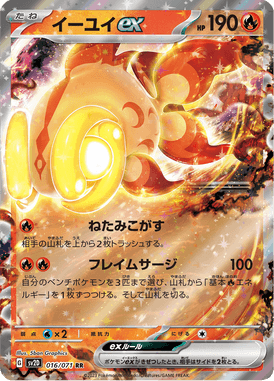 たね
イーユイex
HP 190
ねたみこがす
相手の山札を上から2枚トラッシュする。
フレイムサージ 100
自分のベンチポケモンを3匹まで選び、山札から「基本エネル
ギー」を1枚ずつつける。そして山札を切る。
弱点 ×2 抵抗力 にげる
exルール
ポケモンexがきぜつしたとき、相手はサイドを2枚とる。
Illus. 5ban Graphics
SV2D 016/071 RR